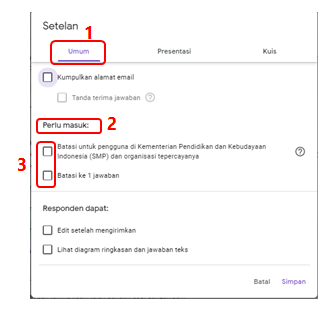 Setelan
1
Umum Presentasi Kuis
Kumpulkan alamat email
Tanda terima jawaban ?
Perlu masuk: 2
3
Batasi untuk pengguna di Kementerian Pendidikan dan Kebudayaan ?
Indonesia (SMP) dan organisasi tepercayanya
Batasi ke 1 jawaban
Responden dapat:
Edit setelah mengirimkan
Lihat diagram ringkasan dan jawaban teks
Batal Simpan